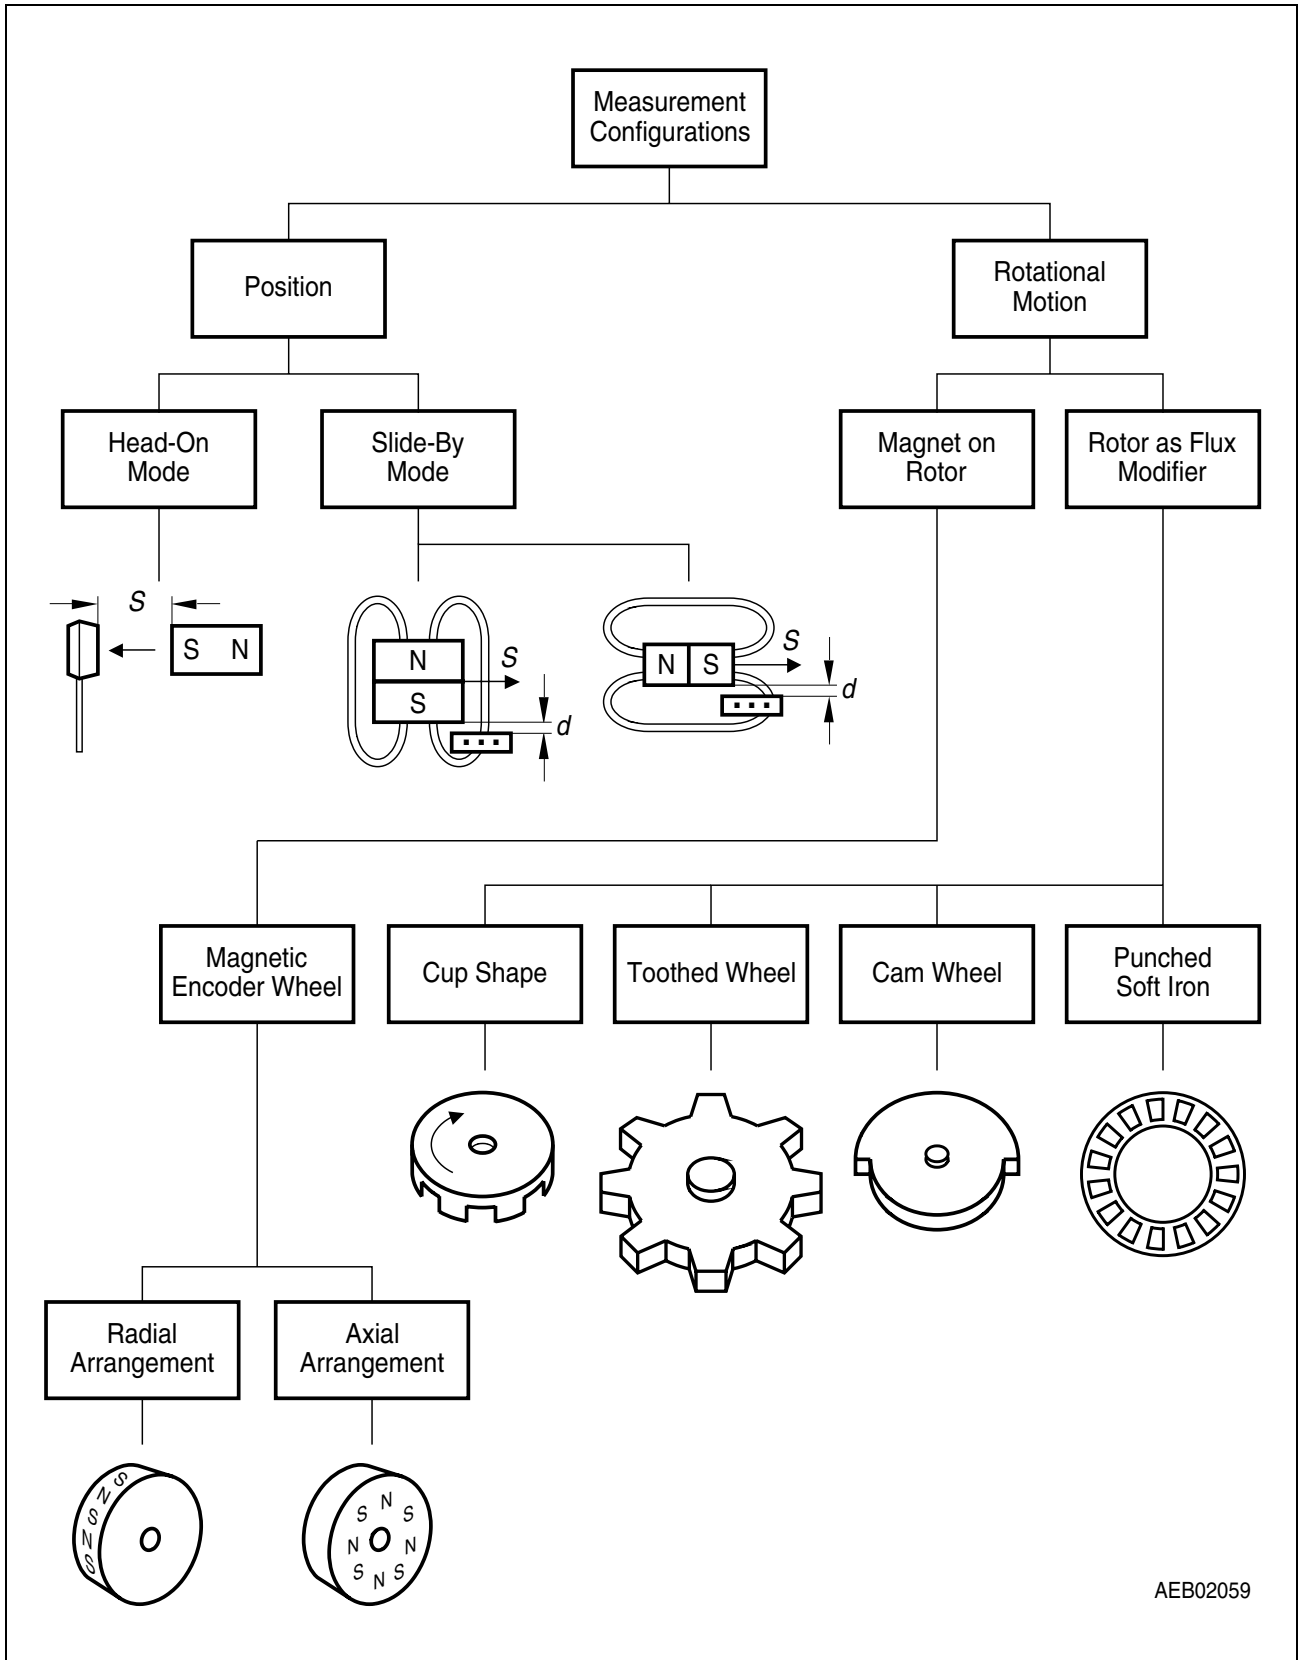 Measurement
Configurations
Position
Rotational
Motion
Head-On
Mode
Slide-By
Mode
Magnet on
Rotor
Rotor as Flux
Modifier
S
S N
N
S
S
d
N S
S
d
Magnetic
Encoder Wheel
Cup Shape
Toothed Wheel
Cam Wheel
Punched
Soft Iron
Radial
Arrangement
Axial
Arrangement
S
N
S
N
S
N
S
N
S
N
S
N
S
AEB02059